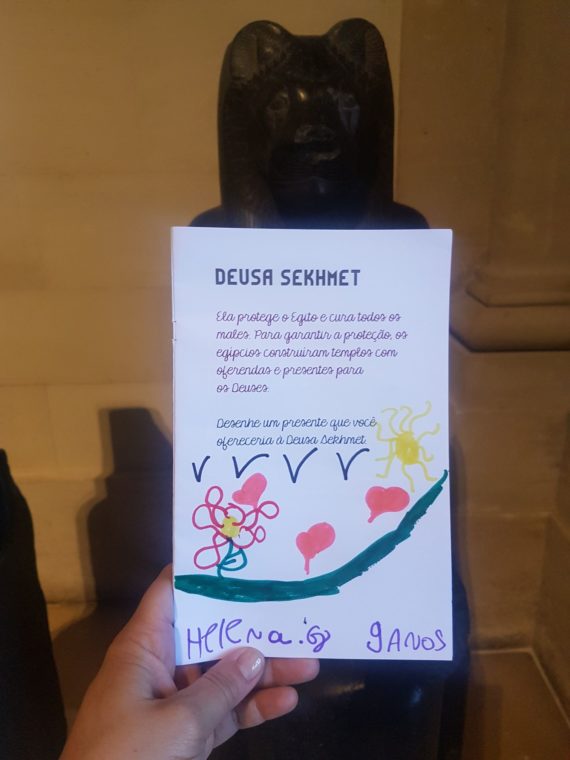 DEUSA SEKHMET
Ela protege o Egito e cura todos os
males. Para garantir a proteção, os
egípcios construíram templos com
oferendas e presentes para
os Deuses.
Desenhe um presente que você
ofereceria à Deusa Sekhmet.
HELENa 9 ANOS